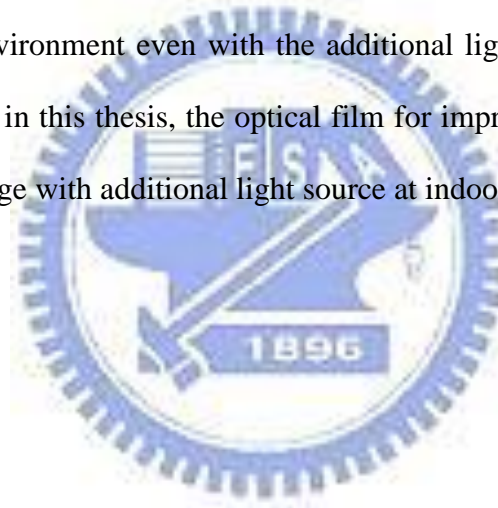 vironment even with the additional lig
in this thesis, the optical film for impr
ge with additional light source at indoo
E S A
1896